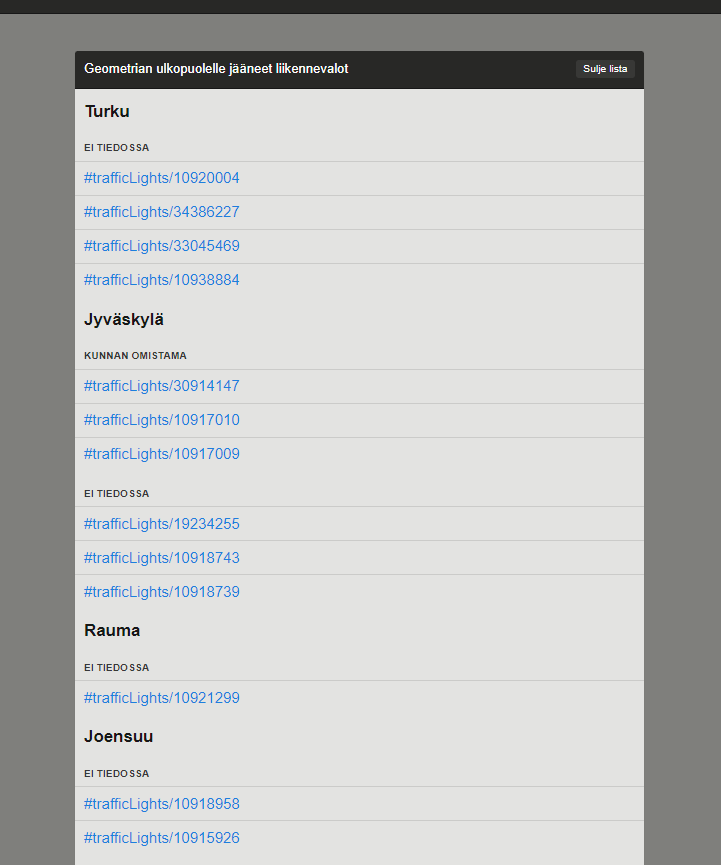 Geometrian ulkopuolelle jääneet liikennevalot
Sulje lista
Turku
EI TIEDOSSA
#trafficLights/10920004
#trafficLights/34386227
#trafficLights/33045469
#trafficLights/10938884
Jyväskylä
KUNNAN OMISTAMA
#trafficLights/30914147
#trafficLights/10917010
#trafficLights/10917009
EI TIEDOSSA
#trafficLights/19234255
#trafficLights/10918743
#trafficLights/10918739
Rauma
EI TIEDOSSA
#trafficLights/10921299
Joensuu
EI TIEDOSSA
#trafficLights/10918958
#trafficLights/10915926